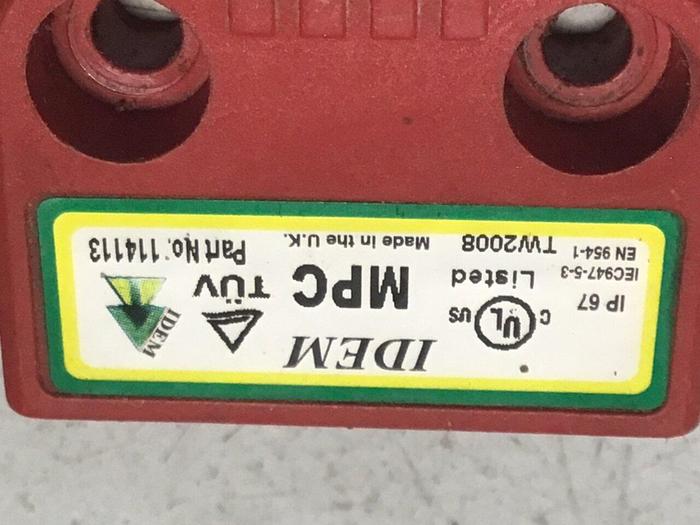 IDEM
IP 67 C UL US TÜV IDEM
IEC947-5-3 Listed MPC
EN 954-1 TW2008 Made in the U.K. Part No: 114113